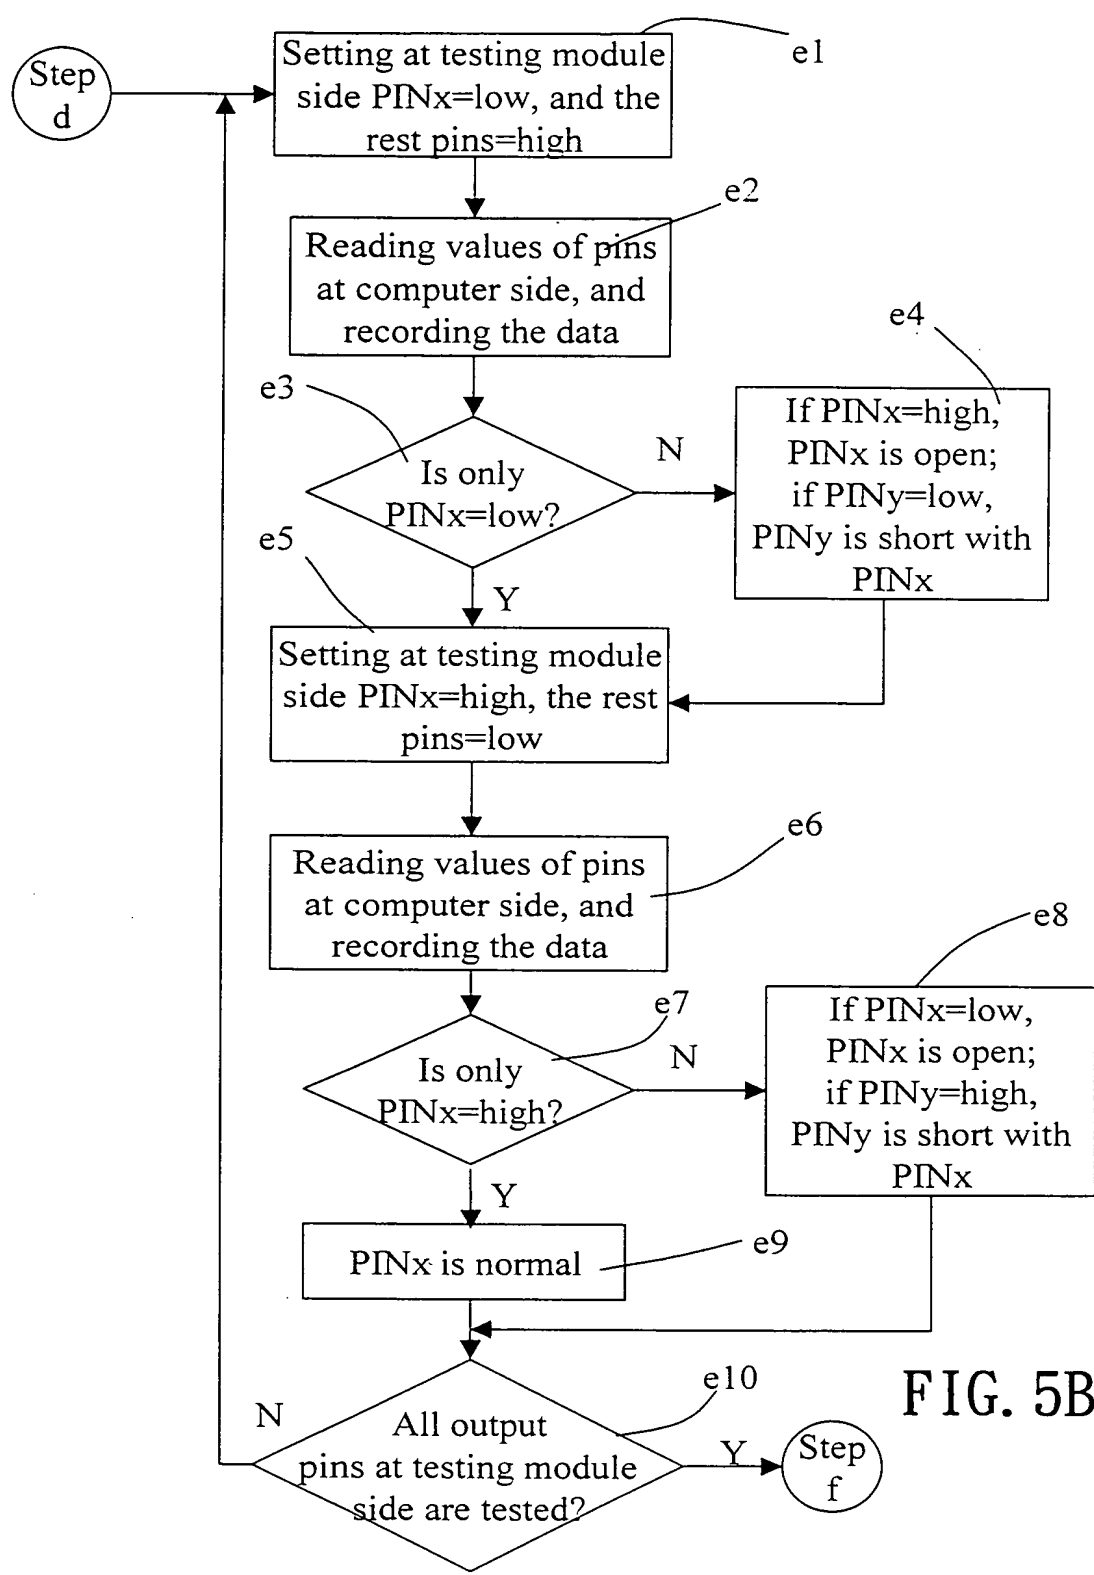 e1
Step
d
Setting at testing module
side PINx=low, and the
rest pins=high
e2
Reading values of pins
at computer side, and
recording the data
e3
Is only
PINx=low?
N
Y
e4
If PINx=high,
PINx is open;
if PINy=low,
PINy is short with
PINx
e5
Setting at testing module
side PINx=high, the rest
pins=low
e6
Reading values of pins
at computer side, and
recording the data
e7
Is only
PINx=high?
N
Y
e8
If PINx=low,
PINx is open;
if PINy=high,
PINy is short with
PINx
e9
PINx is normal
e10
All output
pins at testing module
side are tested?
N
Y
Step
f
FIG. 5B